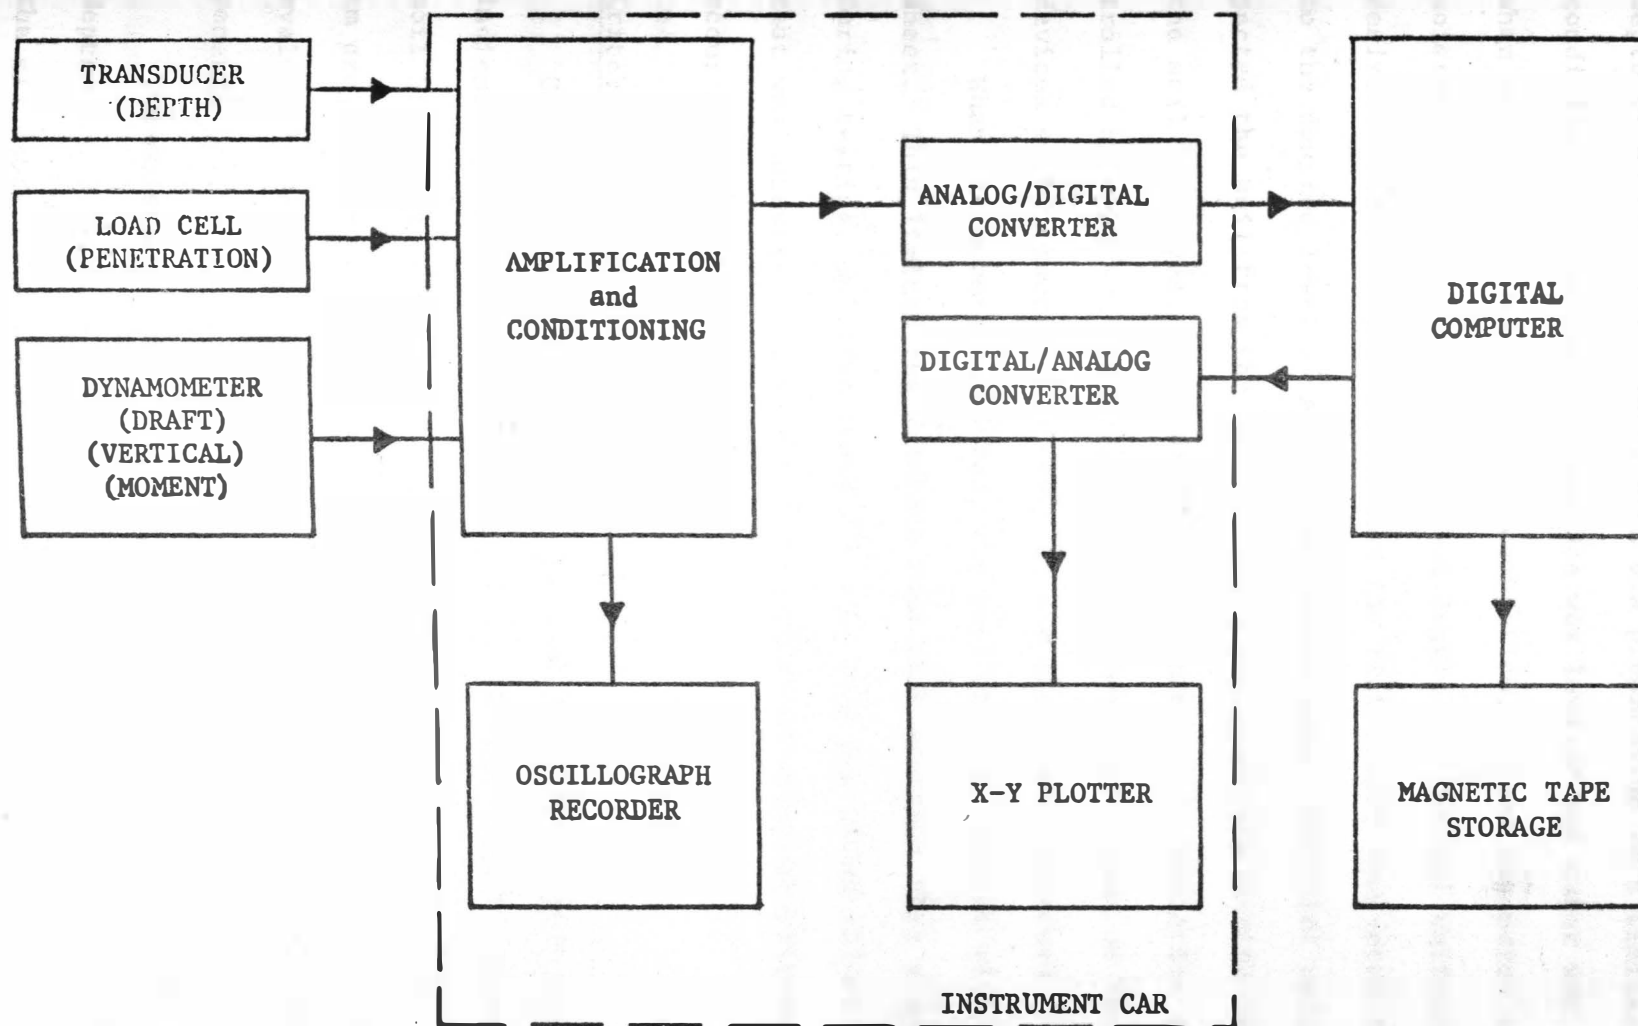 TRANSDUCER
(DEPTH)
LOAD CELL
(PENETRATION)
DYNAMOMETER
(DRAFT)
(VERTICAL)
(MOMENT)
AMPLIFICATION
and
CONDITIONING
ANALOG/DIGITAL
CONVERTER
DIGITAL/ANALOG
CONVERTER
DIGITAL
COMPUTER
OSCILLOGRAPH
RECORDER
X-Y PLOTTER
MAGNETIC TAPE
STORAGE
INSTRUMENT CAR